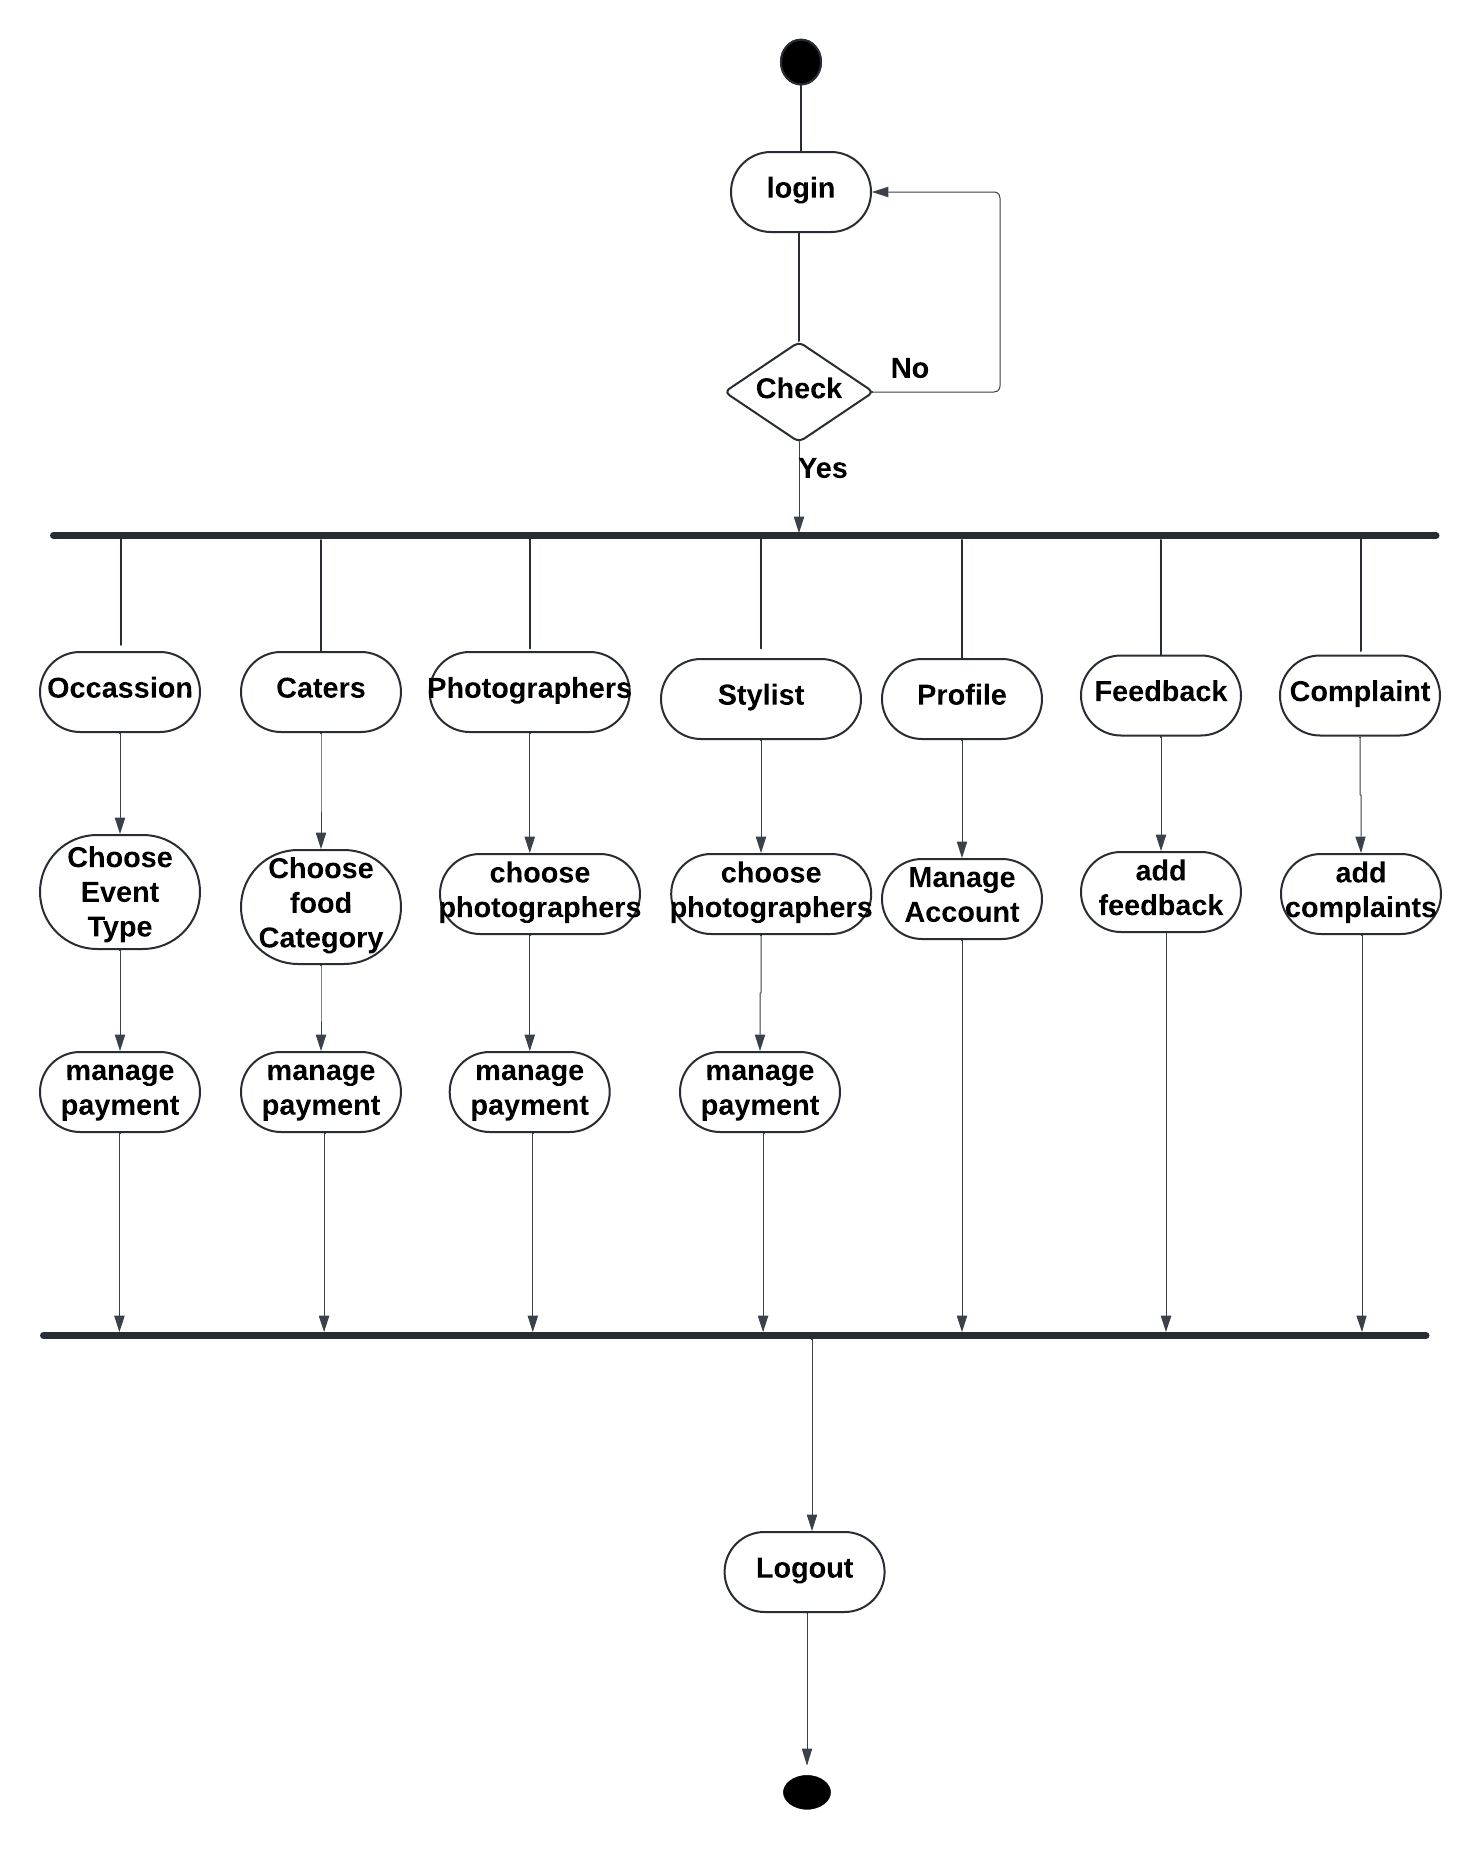 login
No
Check
Yes
Occassion
Caters
Photographers
Stylist
Profile
Feedback
Complaint
Choose
Event
Type
Choose
food
Category
choose
photographers
choose
photographers
Manage
Account
add
feedback
add
complaints
manage
payment
manage
payment
manage
payment
manage
payment
Logout